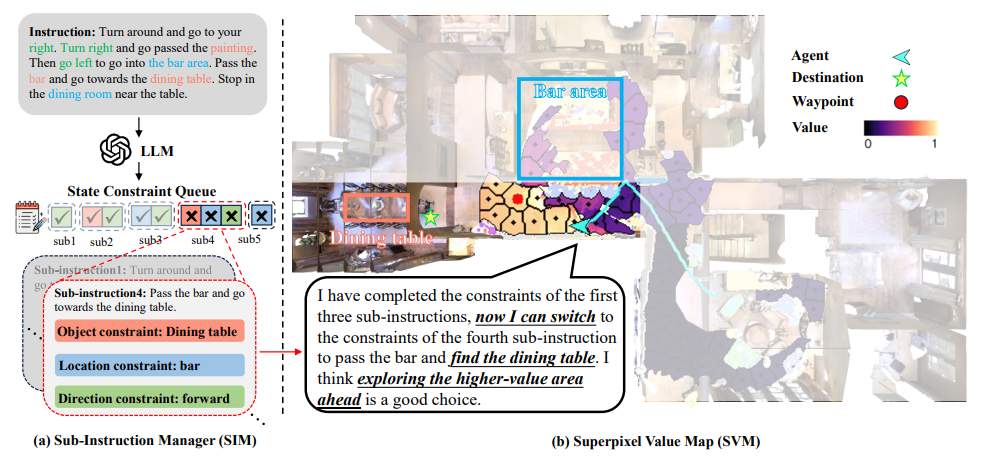 Instruction: Turn around and go to your
right. Turn right and go passed the painting.
Then go left to go into the bar area. Pass the
bar and go towards the dining table. Stop in
the dining room near the table.
LLM
State Constraint Queue
sub1 sub2 sub3 sub4 sub5
Sub-instruction1: Turn around and
go
Sub-instruction4: Pass the bar and go
towards the dining table.
Object constraint: Dining table
Location constraint: bar
Direction constraint: forward
(a) Sub-Instruction Manager (SIM)
Bar area
Dining table
Agent
Destination
Waypoint
Value
0 1
I have completed the constraints of the first
three sub-instructions, now I can switch to
the constraints of the fourth sub-instruction
to pass the bar and find the dining table. I
think exploring the higher-value area
ahead is a good choice.
(b) Superpixel Value Map (SVM)